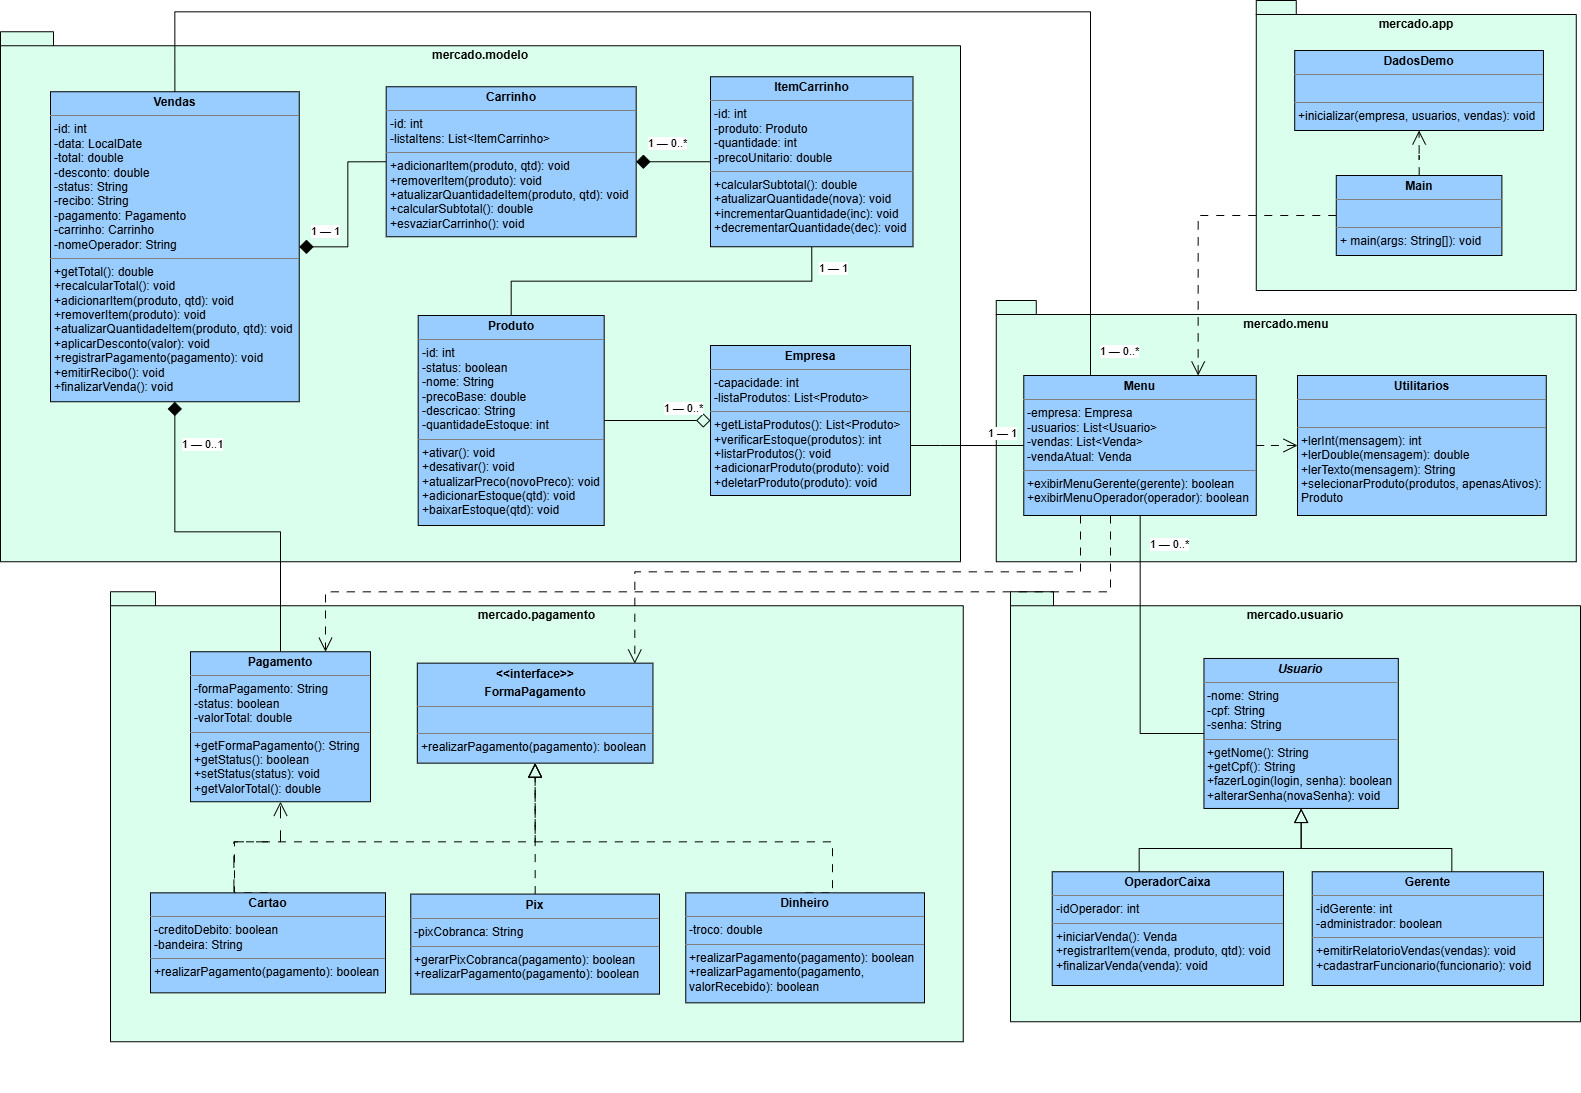 mercado.modelo
Vendas
-id: int
-data: LocalDate
-total: double
-desconto: double
-status: String
-recibo: String
-pagamento: Pagamento
-carrinho: Carrinho
-nomeOperador: String
+getTotal(): double
+recalcularTotal(): void
+adicionarItem(produto, qtd): void
+removerItem(produto): void
+atualizarQuantidadeItem(produto, qtd): void
+aplicarDesconto(valor): void
+registrarPagamento(pagamento): void
+emitirRecibo(): void
+finalizarVenda(): void
1 — 1
1 — 0..1
Carrinho
-id: int
-listaItens: List<ItemCarrinho>
+adicionarItem(produto, qtd): void
+removerItem(produto): void
+atualizarQuantidadeItem(produto, qtd): void
+calcularSubtotal(): double
+esvaziarCarrinho(): void
1 — 0..*
ItemCarrinho
-id: int
-produto: Produto
-quantidade: int
-precoUnitario: double
+calcularSubtotal(): double
+atualizarQuantidade(nova): void
+incrementarQuantidade(inc): void
+decrementarQuantidade(dec): void
1 — 1
Produto
-id: int
-status: boolean
-nome: String
-precoBase: double
-descricao: String
-quantidadeEstoque: int
+ativar(): void
+desativar(): void
+atualizarPreco(novoPreco): void
+adicionarEstoque(qtd): void
+baixarEstoque(qtd): void
1 — 0..*
Empresa
-capacidade: int
-listaProdutos: List<Produto>
+getListaProdutos(): List<Produto>
+verificarEstoque(produtos): int
+listarProdutos(): void
+adicionarProduto(produto): void
+deletarProduto(produto): void
1 — 1
mercado.app
DadosDemo
+inicializar(empresa, usuarios, vendas): void
Main
+ main(args: String[]): void
mercado.menu
1 — 0..*
Menu
-empresa: Empresa
-usuarios: List<Usuario>
-vendas: List<Venda>
-vendaAtual: Venda
+exibirMenuGerente(gerente): boolean
+exibirMenuOperador(operador): boolean
Utilitarios
+lerInt(mensagem): int
+lerDouble(mensagem): double
+lerTexto(mensagem): String
+selecionarProduto(produtos, apenasAtivos):
Produto
1 — 0..*
mercado.pagamento
Pagamento
-formaPagamento: String
-status: boolean
-valorTotal: double
+getFormaPagamento(): String
+getStatus(): boolean
+setStatus(status): void
+getValorTotal(): double
<<interface>>
FormaPagamento
+realizarPagamento(pagamento): boolean
Cartao
-creditoDebito: boolean
-bandeira: String
+realizarPagamento(pagamento): boolean
Pix
-pixCobranca: String
+gerarPixCobranca(pagamento): boolean
+realizarPagamento(pagamento): boolean
Dinheiro
-troco: double
+realizarPagamento(pagamento): boolean
+realizarPagamento(pagamento,
valorRecebido): boolean
mercado.usuario
Usuario
-nome: String
-cpf: String
-senha: String
+getNome(): String
+getCpf(): String
+fazerLogin(login, senha): boolean
+alterarSenha(novaSenha): void
OperadorCaixa
-idOperador: int
+iniciarVenda(): Venda
+registrarItem(venda, produto, qtd): void
+finalizarVenda(venda): void
Gerente
-idGerente: int
-administrador: boolean
+emitirRelatorioVendas(vendas): void
+cadastrarFuncionario(funcionario): void